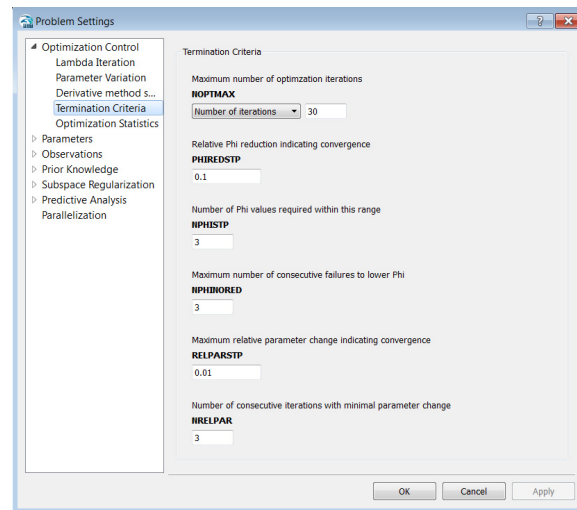 Problem Settings
Optimization Control
Lambda Iteration
Parameter Variation
Derivative method s...
Termination Criteria
Optimization Statistics
Parameters
Observations
Prior Knowledge
Subspace Regularization
Predictive Analysis
Parallelization
Termination Criteria
Maximum number of optimzation iterations
NOPTMAX
Number of iterations 30
Relative Phi reduction indicating convergence
PHIREDSTP
0.1
Number of Phi values required within this range
NPHISTP
3
Maximum number of consecutive failures to lower Phi
NPHINORED
3
Maximum relative parameter change indicating convergence
RELPARSTP
0.01
Number of consecutive iterations with minimal parameter change
NRELPAR
3
OK Cancel Apply